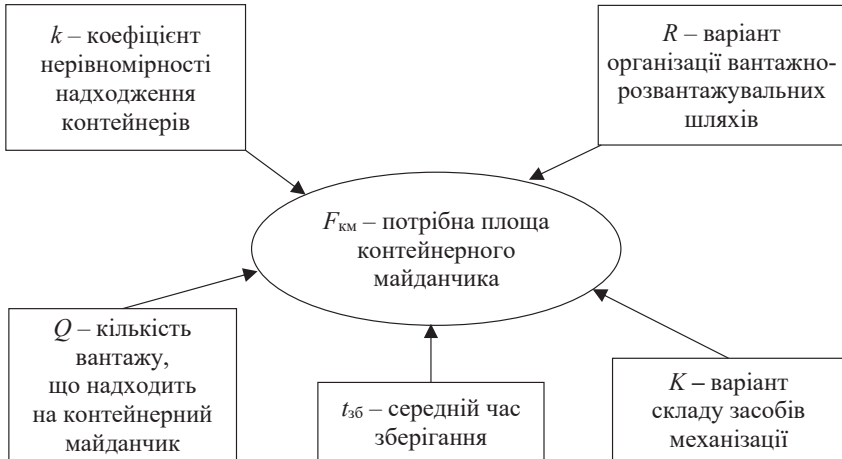 k – коефіцієнт
нерівномірності
надходження
контейнерів
R – варіант
організації вантажно-
розвантажувальних
шляхів
Fкм – потрібна площа
контейнерного
майданчика
Q – кількість
вантажу,
що надходить
на контейнерний
майданчик
tзб – середній час
зберігання
K – варіант
складу засобів
механізації